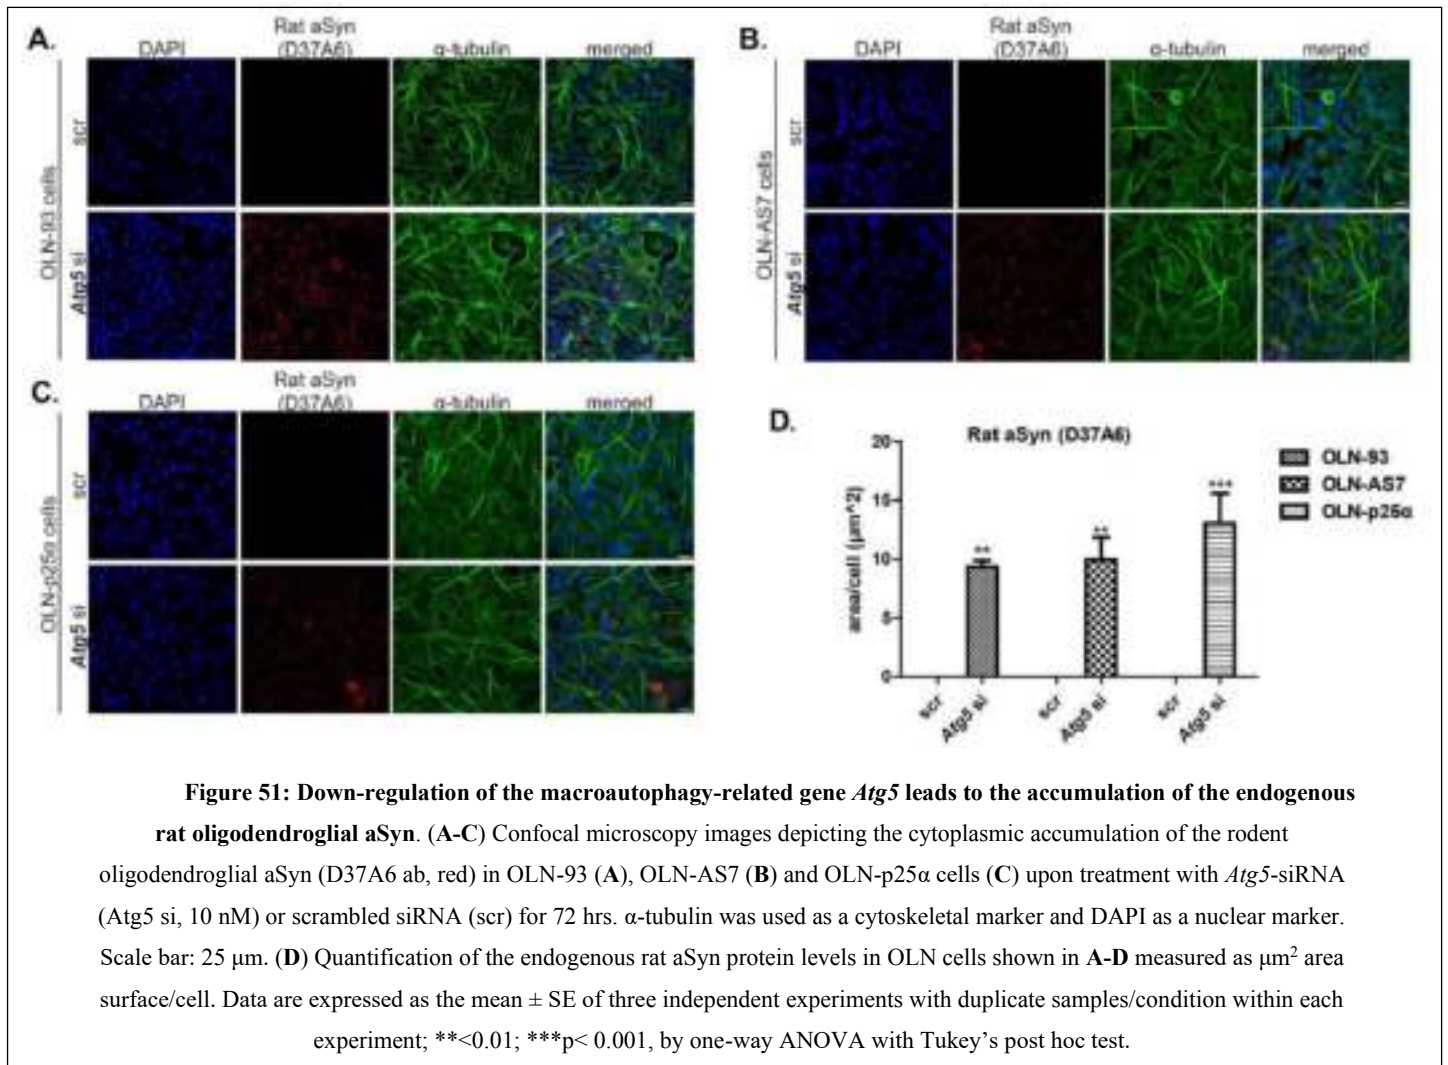 A.
DAPI
Rat aSyn
(D37A6)
α-tubulin
merged
OLN-93 cells
scr
Atg5 si
B.
DAPI
Rat aSyn
(D37A6)
α-tubulin
merged
OLN-AS7 cells
scr
Atg5 si
C.
DAPI
Rat aSyn
(D37A6)
α-tubulin
merged
OLN-p25α cells
scr
Atg5 si
D.
Rat aSyn (D37A6)
area/cell (μm^2)
20
15
10
5
0
scr
Atg5 si
scr
Atg5 si
scr
Atg5 si
**
**
***
OLN-93
OLN-AS7
OLN-p25α
Figure 51: Down-regulation of the macroautophagy-related gene Atg5 leads to the accumulation of the endogenous
rat oligodendroglial aSyn. (A-C) Confocal microscopy images depicting the cytoplasmic accumulation of the rodent
oligodendroglial aSyn (D37A6 ab, red) in OLN-93 (A), OLN-AS7 (B) and OLN-p25α cells (C) upon treatment with Atg5-siRNA
(Atg5 si, 10 nM) or scrambled siRNA (scr) for 72 hrs. α-tubulin was used as a cytoskeletal marker and DAPI as a nuclear marker.
Scale bar: 25 μm. (D) Quantification of the endogenous rat aSyn protein levels in OLN cells shown in A-D measured as μm² area
surface/cell. Data are expressed as the mean ± SE of three independent experiments with duplicate samples/condition within each
experiment; **<0.01; ***p< 0.001, by one-way ANOVA with Tukey’s post hoc test.